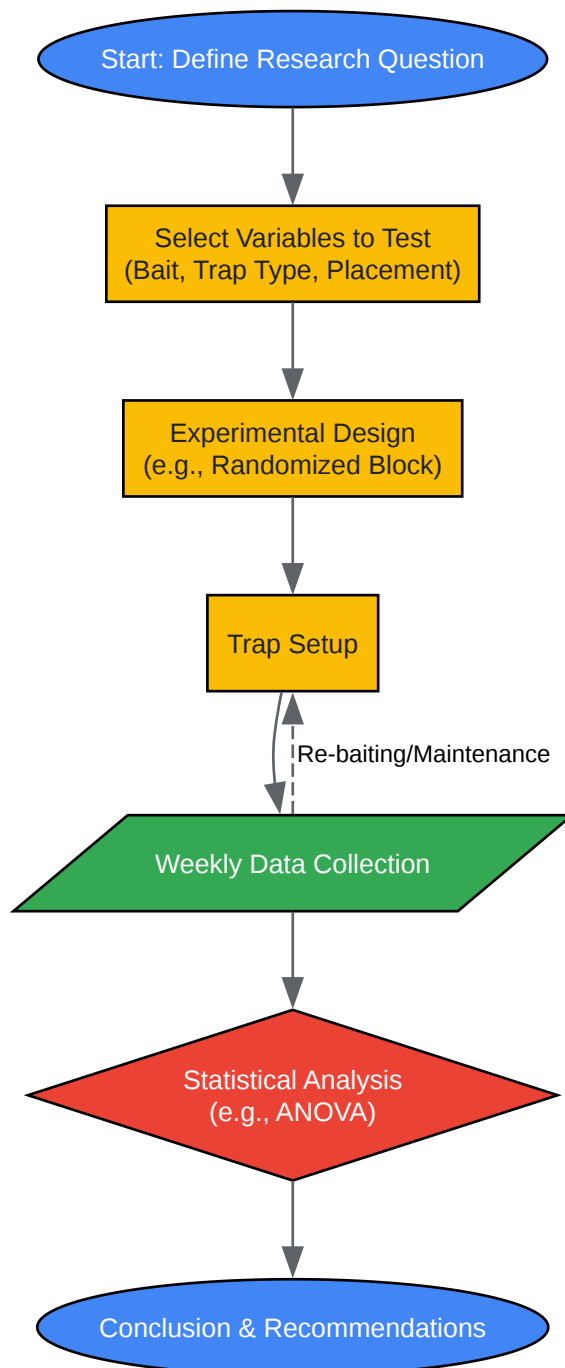 Start: Define Research Question
Select Variables to Test
(Bait, Trap Type, Placement)
Experimental Design
(e.g., Randomized Block)
Trap Setup
Re-baiting/Maintenance
Weekly Data Collection
Statistical Analysis
(e.g., ANOVA)
Conclusion & Recommendations